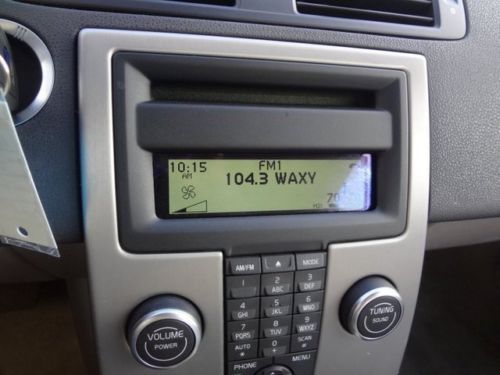 10:15
FM1
AM
104.3 WAXY
AM/FM
MODE
1
2 ABC
3 DEF
4 GHI
5 JKL
6 MNO
7 PQRS
8 TUV
9 WXYZ
AUTO *
0
SCAN #
PHONE
MENU
VOLUME
POWER
TUNING
SOUND